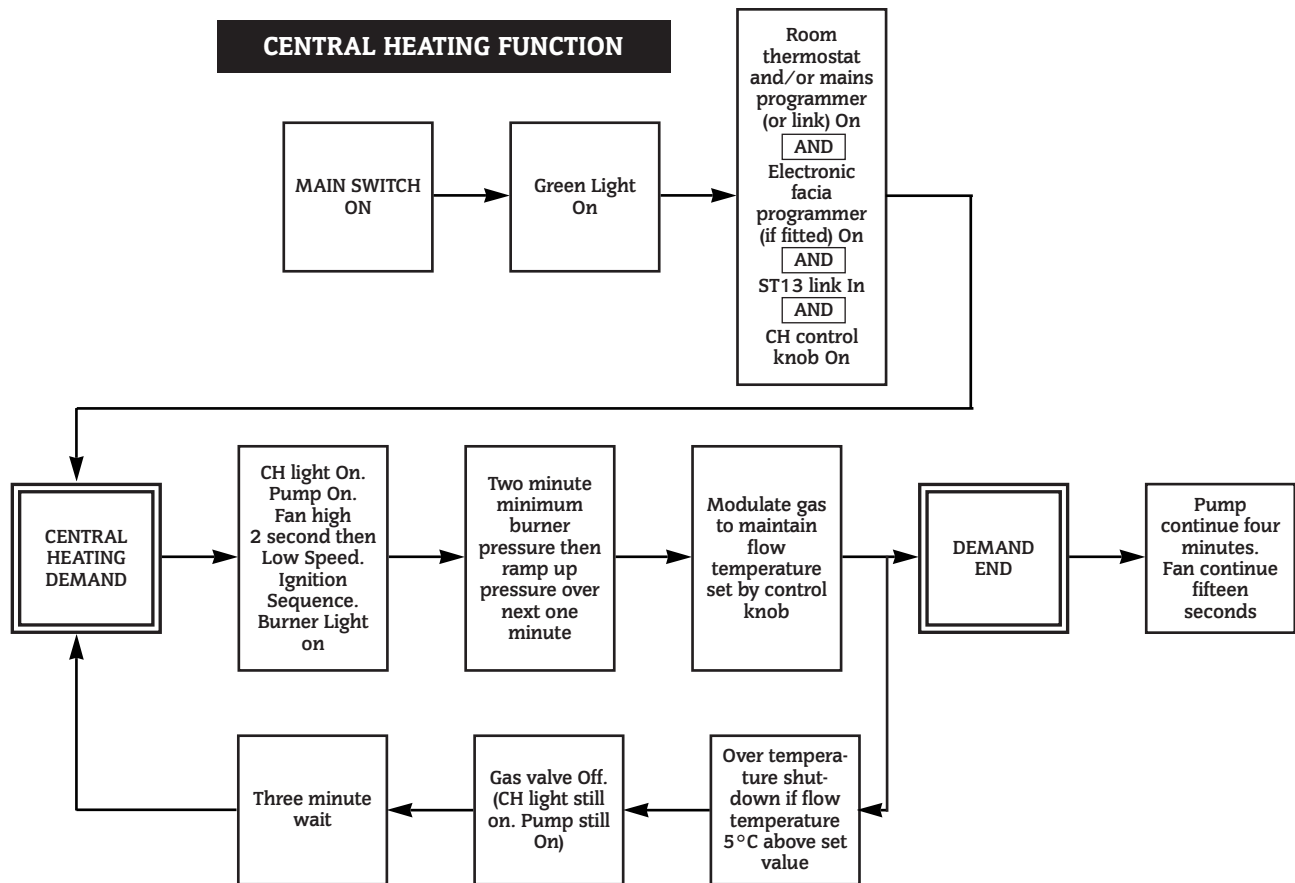 CENTRAL HEATING FUNCTION
MAIN SWITCH
ON
Green Light
On
Room
thermostat
and/or mains
programmer
(or link) On
AND
Electronic
facia
programmer
(if fitted) On
AND
ST13 link In
AND
CH control
knob On
CENTRAL
HEATING
DEMAND
CH light On.
Pump On.
Fan high
2 second then
Low Speed.
Ignition
Sequence.
Burner Light
on
Two minute
minimum
burner
pressure then
ramp up
pressure over
next one
minute
Modulate gas
to maintain
flow
temperature
set by control
knob
DEMAND
END
Pump
continue four
minutes.
Fan continue
fifteen
seconds
Over tempera-
ture shut-
down if flow
temperature
5°C above set
value
Gas valve Off.
(CH light still
on. Pump still
On)
Three minute
wait